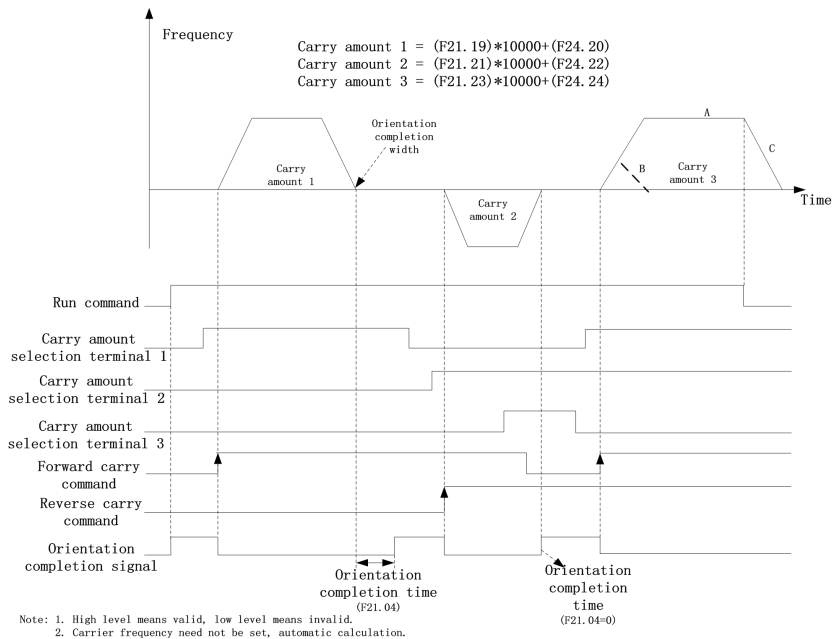 Frequency
Carry amount 1 = (F21.19)*10000+(F24.20)
Carry amount 2 = (F21.21)*10000+(F24.22)
Carry amount 3 = (F21.23)*10000+(F24.24)
Orientation
completion
width
A
C
B
Carry
amount 1
Carry
amount 2
Carry
amount 3
Time
Run command
Carry amount
selection terminal 1
Carry amount
selection terminal 2
Carry amount
selection terminal 3
Forward carry
command
Reverse carry
command
Orientation
completion signal
Orientation
completion time
(F21.04)
Orientation
completion
time
(F21.04=0)
Note: 1. High level means valid, low level means invalid.
2. Carrier frequency need not be set, automatic calculation.